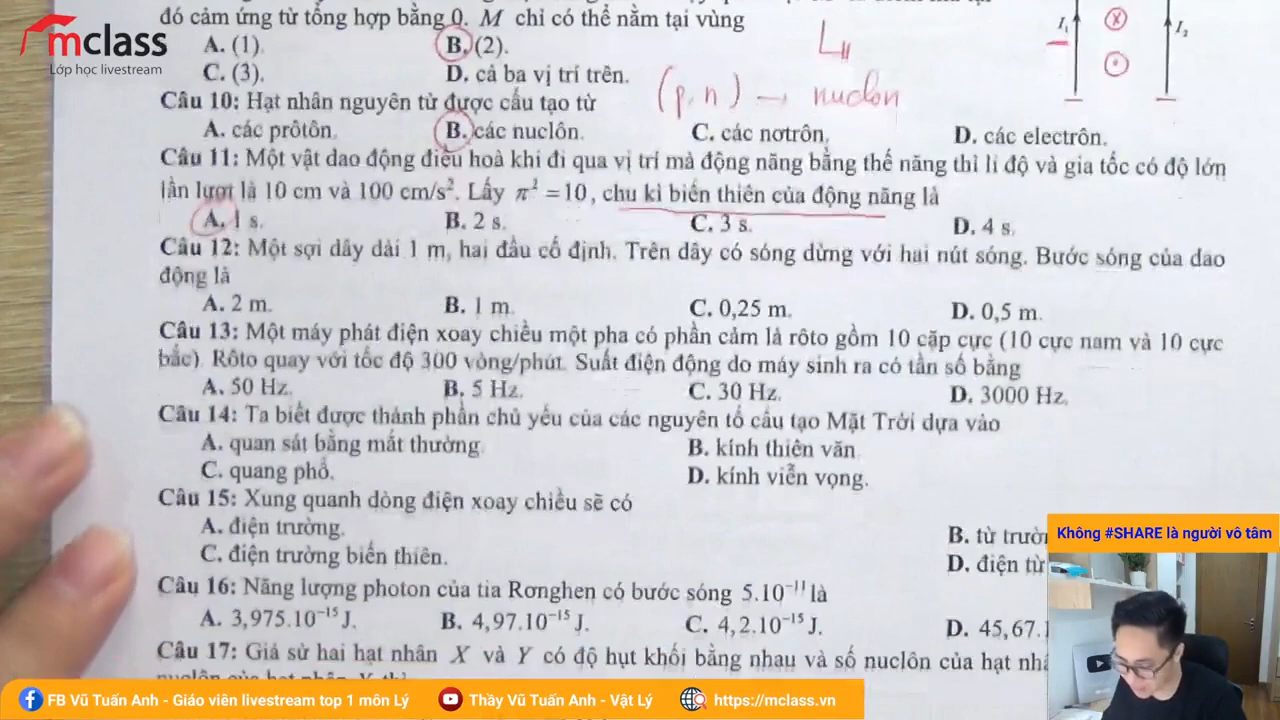 đó cảm ứng từ tổng hợp bằng 0. M chỉ có thể nằm tại vùng
mclass
Lớp học livestream
A. (1). B. (2).
C. (3). D. cả ba vị trí trên.
I₁ I₂
(p, n) → nuclon
Câu 10: Hạt nhân nguyên tử được cấu tạo từ
A. các prôtôn. B. các nuclôn. C. các nơtrôn. D. các electrôn.
Câu 11: Một vật dao động điều hoà khi đi qua vị trí mà động năng bằng thế năng thì li độ và gia tốc có độ lớn
lần lượt là 10 cm và 100 cm/s². Lấy π² = 10, chu kì biến thiên của động năng là
A. 1 s. B. 2 s. C. 3 s. D. 4 s.
Câu 12: Một sợi dây dài 1 m, hai đầu cố định. Trên dây có sóng dừng với hai nút sóng. Bước sóng của dao
động là
A. 2 m. B. 1 m. C. 0,25 m. D. 0,5 m.
Câu 13: Một máy phát điện xoay chiều một pha có phần cảm là rôto gồm 10 cặp cực (10 cực nam và 10 cực
bắc). Rôto quay với tốc độ 300 vòng/phút. Suất điện động do máy sinh ra có tần số bằng
A. 50 Hz. B. 5 Hz. C. 30 Hz. D. 3000 Hz.
Câu 14: Ta biết được thành phần chủ yếu của các nguyên tố cấu tạo Mặt Trời dựa vào
A. quan sát bằng mắt thường. B. kính thiên văn
C. quang phổ. D. kính viễn vọng.
Câu 15: Xung quanh dòng điện xoay chiều sẽ có
A. điện trường. B. từ trườn
C. điện trường biến thiên. D. điện từ
Không #SHARE là người vô tâm
Câu 16: Năng lượng photon của tia Rơnghen có bước sóng 5.10⁻¹¹ là
A. 3,975.10⁻¹⁵ J. B. 4,97.10⁻¹⁵ J. C. 4,2.10⁻¹⁵ J. D. 45,67.1
Câu 17: Giả sử hai hạt nhân X và Y có độ hụt khối bằng nhau và số nuclôn của hạt nhâ
FB Vũ Tuấn Anh - Giáo viên livestream top 1 môn Lý Thầy Vũ Tuấn Anh - Vật Lý https://mclass.vn